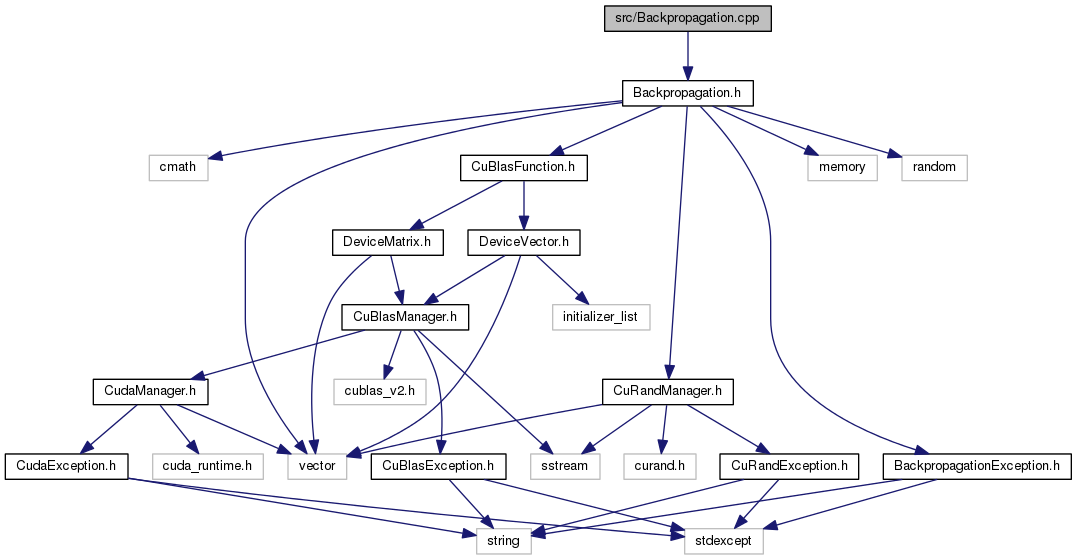 src/Backpropagation.cpp
Backpropagation.h
cmath
CuBlasFunction.h
memory
random
DeviceMatrix.h
DeviceVector.h
CuBlasManager.h
initializer_list
CudaManager.h
cublas_v2.h
CuRandManager.h
CudaException.h
cuda_runtime.h
vector
CuBlasException.h
sstream
curand.h
CuRandException.h
BackpropagationException.h
string
stdexcept